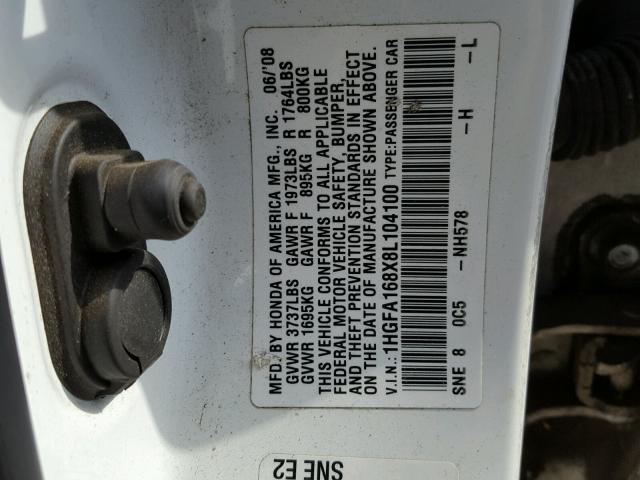 MFD. BY HONDA OF AMERICA MFG., INC. 06/'08
GVWR 3737LBS GAWR F 1973LBS R 1764LBS
GVWR 1695KG GAWR F 895KG R 800KG
THIS VEHICLE CONFORMS TO ALL APPLICABLE
FEDERAL MOTOR VEHICLE SAFETY, BUMPER,
AND THEFT PREVENTION STANDARDS IN EFFECT
ON THE DATE OF MANUFACTURE SHOWN ABOVE.
V.I.N.: 1HGFA168X8L104100 TYPE:PASSENGER CAR
SNE 8 0C5 -NH578 -H -L
SNE E2